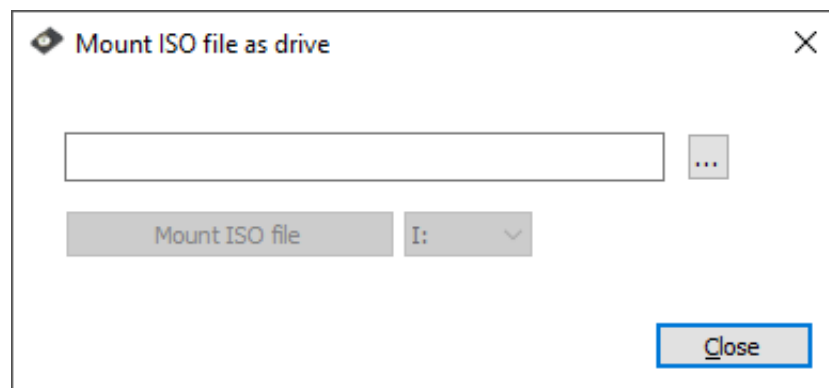 Mount ISO file as drive
...
Mount ISO file I:
Close